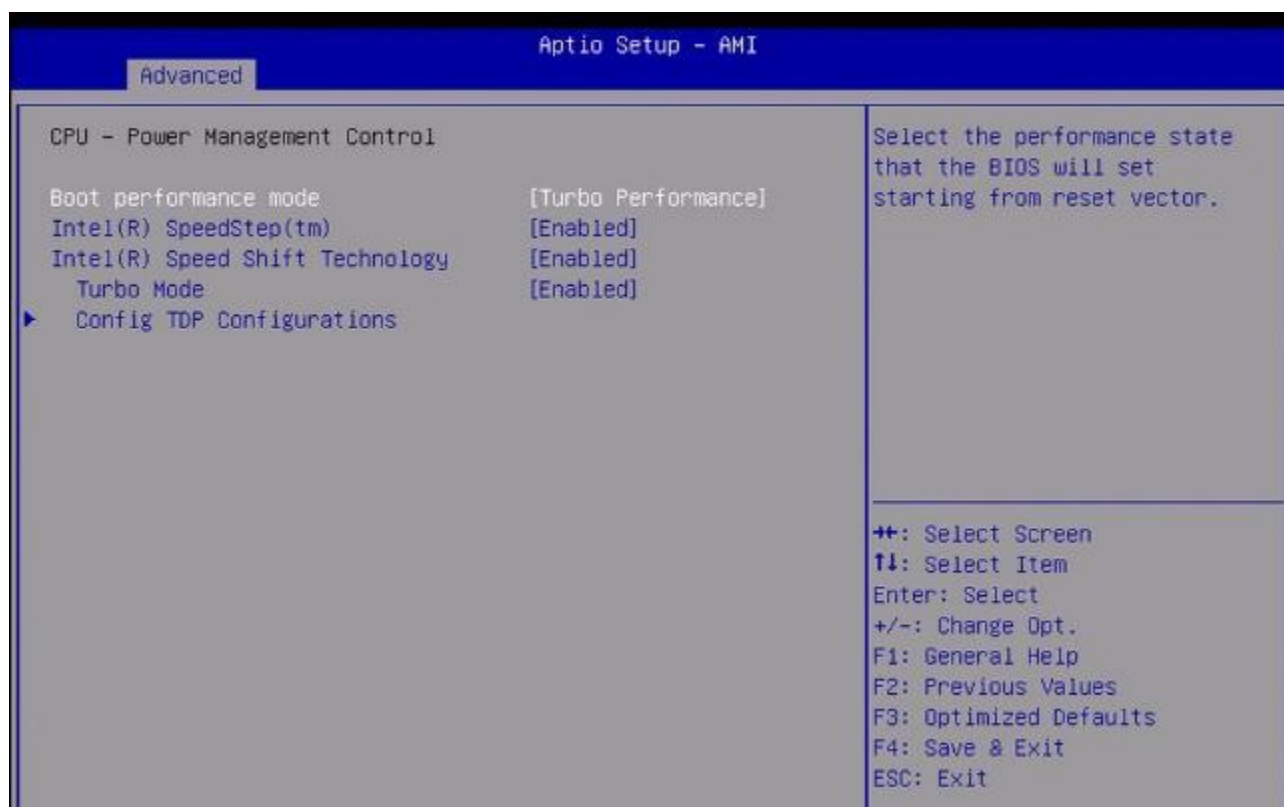 Aptio Setup - AMI
Advanced
CPU - Power Management Control
Boot performance mode [Turbo Performance]
Intel(R) SpeedStep(tm) [Enabled]
Intel(R) Speed Shift Technology [Enabled]
Turbo Mode [Enabled]
▶ Config TDP Configurations
Select the performance state
that the BIOS will set
starting from reset vector.
→←: Select Screen
↑↓: Select Item
Enter: Select
+/-: Change Opt.
F1: General Help
F2: Previous Values
F3: Optimized Defaults
F4: Save & Exit
ESC: Exit